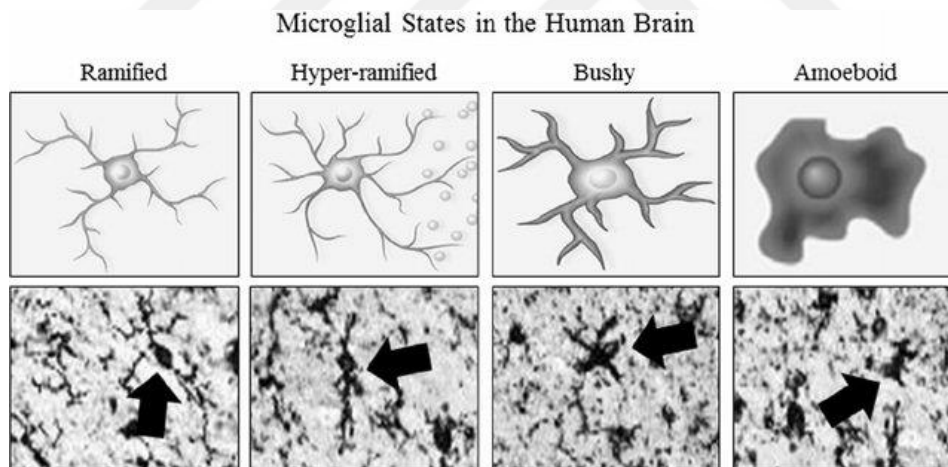 Microglial States in the Human Brain
Ramified
Hyper-ramified
Bushy
Amoeboid